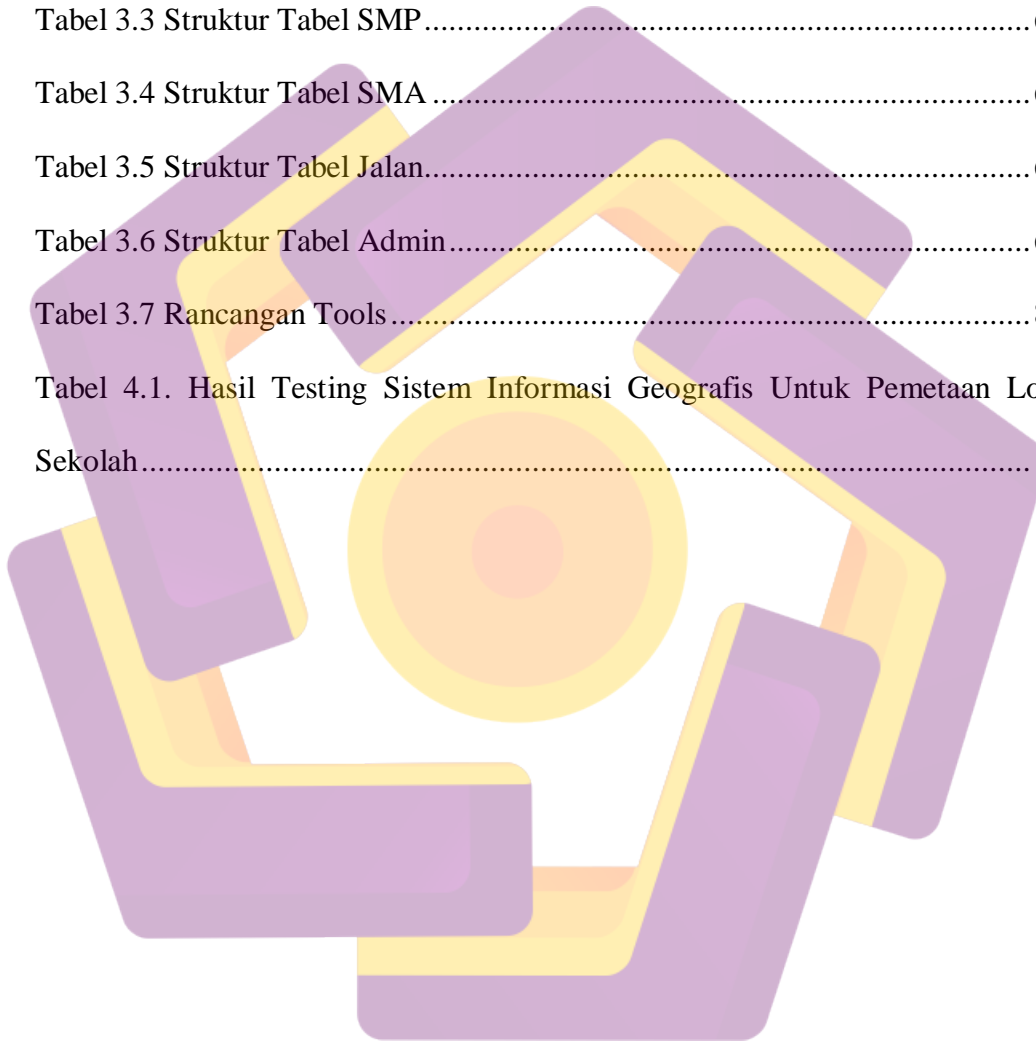 Tabel 3.3 Struktur Tabel SMP
Tabel 3.4 Struktur Tabel SMA
Tabel 3.5 Struktur Tabel Jalan
Tabel 3.6 Struktur Tabel Admin
Tabel 3.7 Rancangan Tools
Tabel 4.1. Hasil Testing Sistem Informasi Geografis Untuk Pemetaan
Sekolah